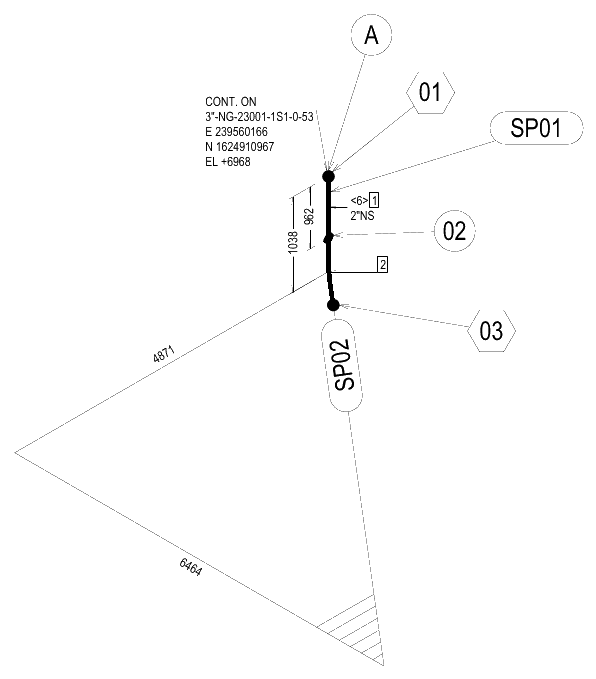 A
01
CONT. ON
3"-NG-23001-1S1-0-53
E 239560166
N 1624910967
EL +6968
SP01
<6> 1
2"NS
962
1038
02
2
03
SP02
4871
6464